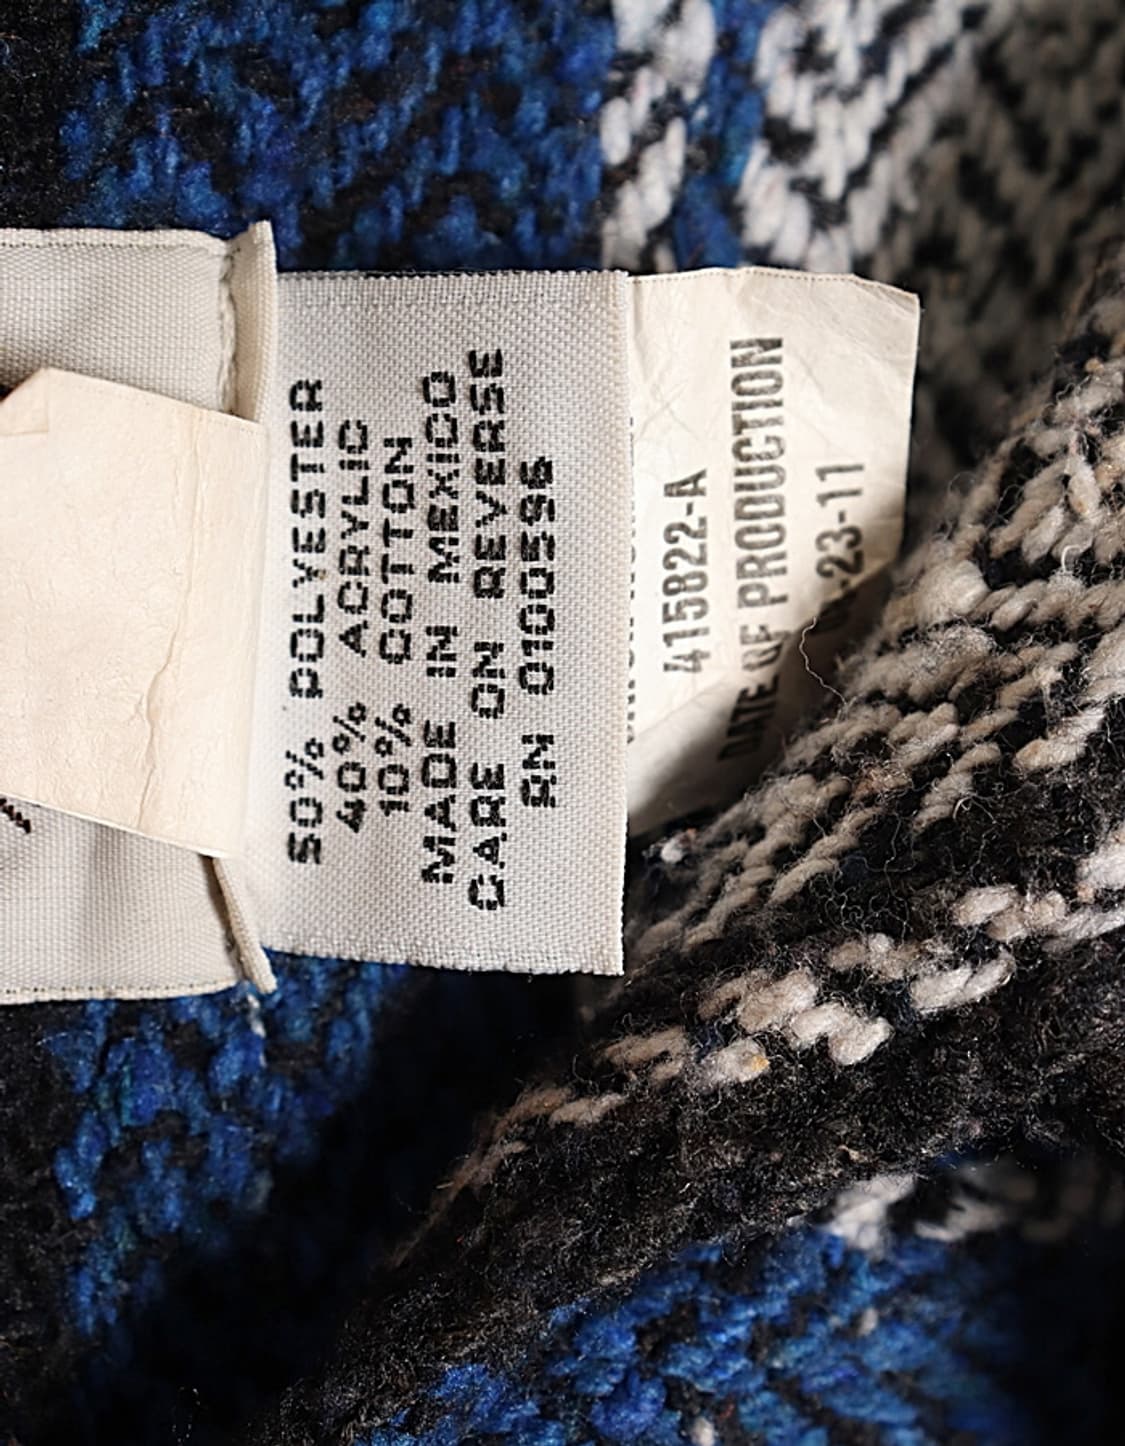 50% POLYESTER
40% ACRYLIC
10% COTTON
MADE IN MEXICO
CARE ON REVERSE
RN 0100596
415822-A
DATE OF PRODUCTION
-23-11